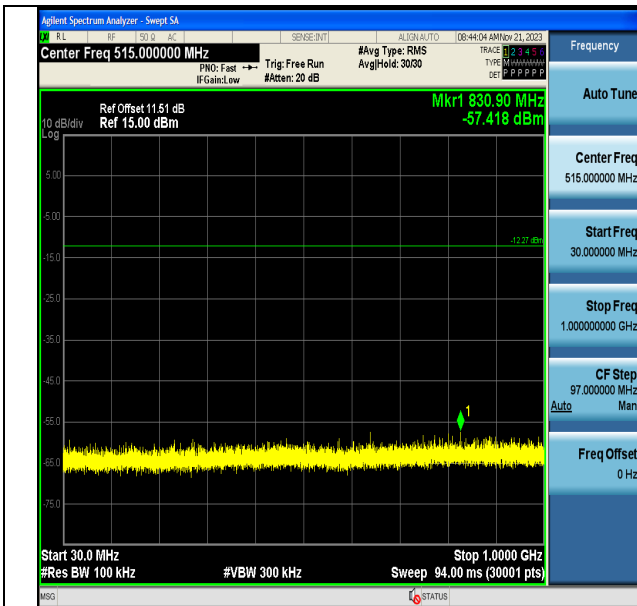 Agilent Spectrum Analyzer - Swept SA
RL RF 50 Ω AC SENSE:INT ALIGN AUTO 08:44:04 AM Nov 21, 2023
Center Freq 515.000000 MHz
PNO: Fast
IFGain:Low
Trig: Free Run
#Atten: 20 dB
#Avg Type: RMS
Avg|Hold: 30/30
TRACE 1 2 3 4 5 6
TYPE M
DET P P P P P P
Frequency
Auto Tune
Center Freq
515.000000 MHz
Start Freq
30.000000 MHz
Stop Freq
1.000000000 GHz
CF Step
97.000000 MHz
Auto Man
Freq Offset
0 Hz
Mkr1 830.90 MHz
-57.418 dBm
Ref Offset 11.51 dB
10 dB/div Ref 15.00 dBm
Log
5.00
-5.00
-12.27 dBm
-15.0
-25.0
-35.0
-45.0
-55.0
1
-65.0
-75.0
Start 30.0 MHz Stop 1.0000 GHz
#Res BW 100 kHz #VBW 300 kHz Sweep 94.00 ms (30001 pts)
MSG STATUS